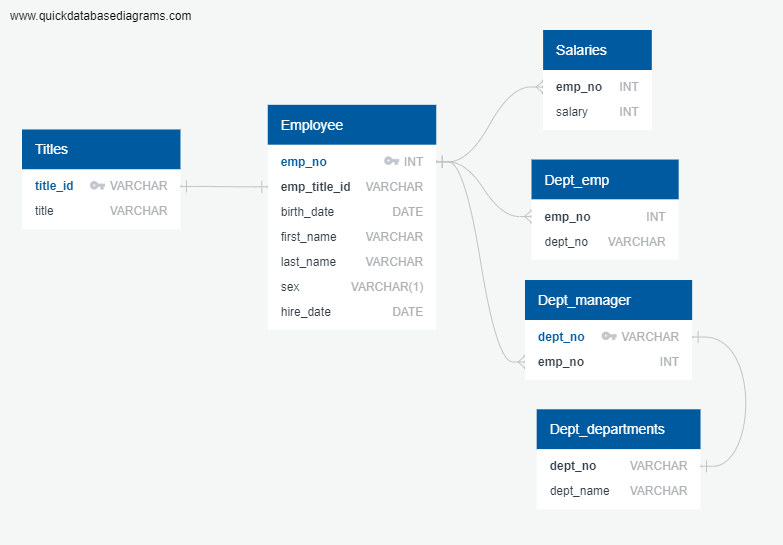 www.quickdatabasediagrams.com
Titles
title_id VARCHAR
title VARCHAR
Employee
emp_no INT
emp_title_id VARCHAR
birth_date DATE
first_name VARCHAR
last_name VARCHAR
sex VARCHAR(1)
hire_date DATE
Salaries
emp_no INT
salary INT
Dept_emp
emp_no INT
dept_no VARCHAR
Dept_manager
dept_no VARCHAR
emp_no INT
Dept_departments
dept_no VARCHAR
dept_name VARCHAR